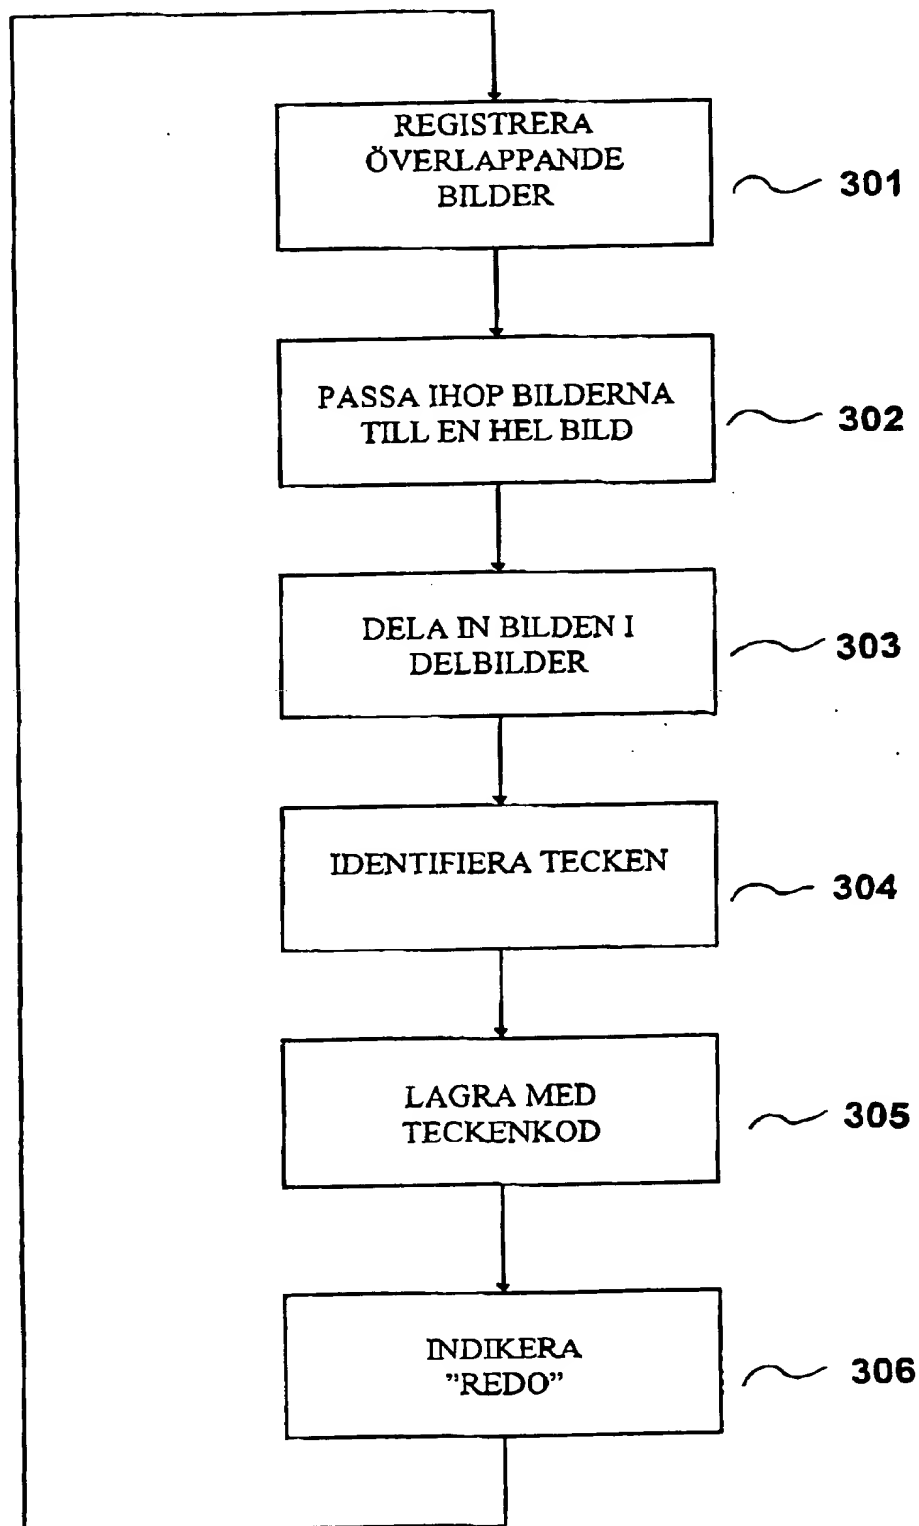 REGISTRERA
ÖVERLAPPANDE
BILDER
301
PASSA IHOP BILDERNA
TILL EN HEL BILD
302
DELA IN BILDEN I
DELBILDER
303
IDENTIFIERA TECKEN
304
LAGRA MED
TECKENKOD
305
INDIKERA
”REDO”
306